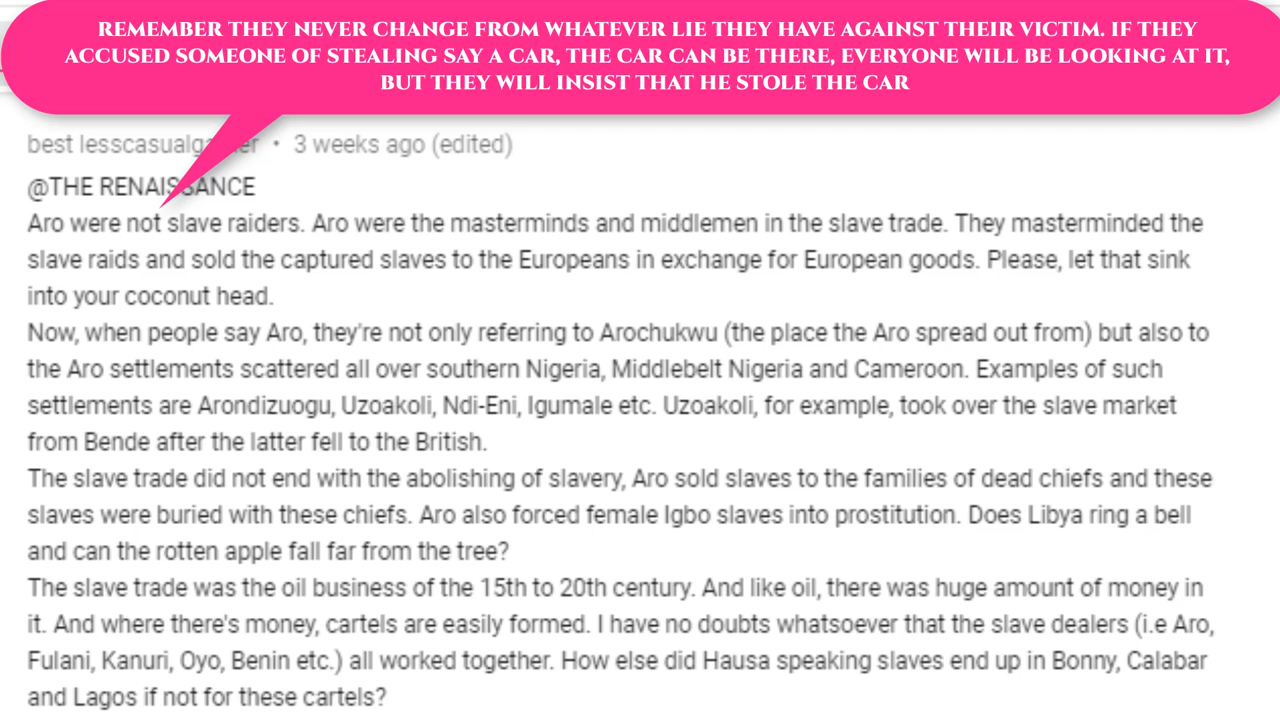 REMEMBER THEY NEVER CHANGE FROM WHATEVER LIE THEY HAVE AGAINST THEIR VICTIM. IF THEY
ACCUSED SOMEONE OF STEALING SAY A CAR, THE CAR CAN BE THERE, EVERYONE WILL BE LOOKING AT IT,
BUT THEY WILL INSIST THAT HE STOLE THE CAR
best • 3 weeks ago (edited)
@THE RENAISSANCE
Aro were not slave raiders. Aro were the masterminds and middlemen in the slave trade. They masterminded the
slave raids and sold the captured slaves to the Europeans in exchange for European goods. Please, let that sink
into your coconut head.
Now, when people say Aro, they're not only referring to Arochukwu (the place the Aro spread out from) but also to
the Aro settlements scattered all over southern Nigeria, Middlebelt Nigeria and Cameroon. Examples of such
settlements are Arondizuogu, Uzoakoli, Ndi-Eni, Igumale etc. Uzoakoli, for example, took over the slave market
from Bende after the latter fell to the British.
The slave trade did not end with the abolishing of slavery, Aro sold slaves to the families of dead chiefs and these
slaves were buried with these chiefs. Aro also forced female Igbo slaves into prostitution. Does Libya ring a bell
and can the rotten apple fall far from the tree?
The slave trade was the oil business of the 15th to 20th century. And like oil, there was huge amount of money in
it. And where there's money, cartels are easily formed. I have no doubts whatsoever that the slave dealers (i.e Aro,
Fulani, Kanuri, Oyo, Benin etc.) all worked together. How else did Hausa speaking slaves end up in Bonny, Calabar
and Lagos if not for these cartels?